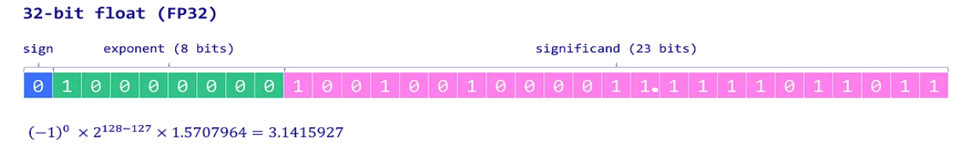 32-bit float (FP32)
sign exponent (8 bits) significand (23 bits)
0 1 0 0 0 0 0 0 0 1 0 0 1 0 0 1 0 0 0 0 1 1. 1 1 1 1 0 1 1 0 1 1
(−1)⁰ × 2¹²⁸⁻¹²⁷ × 1.5707964 = 3.1415927